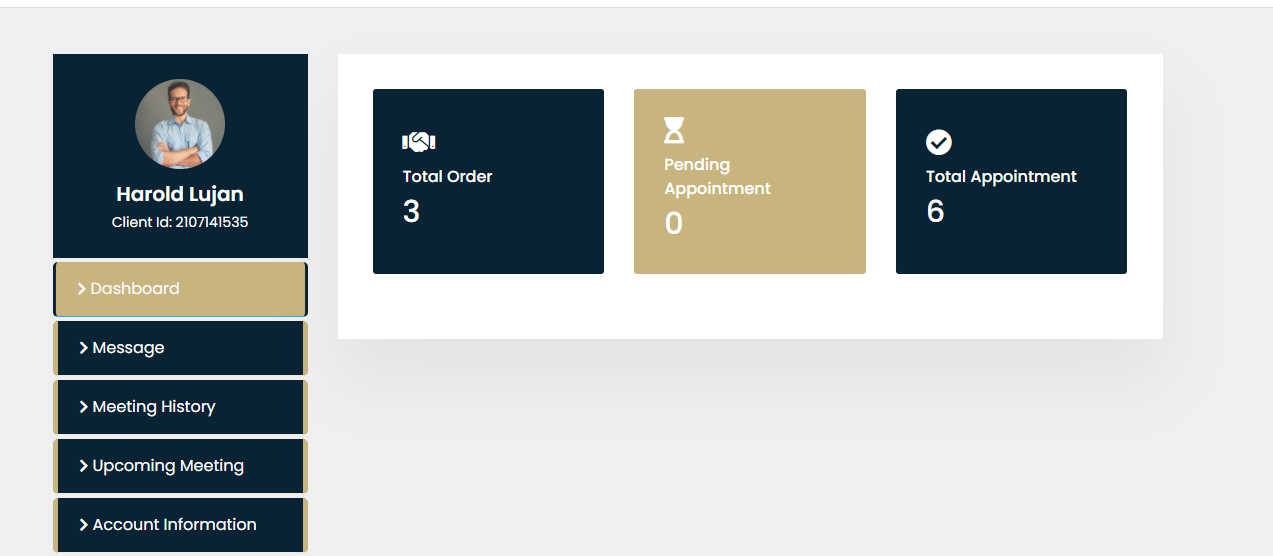 Harold Lujan
Client Id: 2107141535
Dashboard
Message
Meeting History
Upcoming Meeting
Account Information
Total Order
3
Pending
Appointment
0
Total Appointment
6